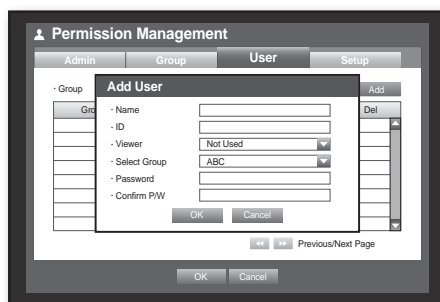 Permission Management
Admin Group User Setup
· Group Add
Add User
Gro Del
· Name
· ID
· Viewer Not Used
· Select Group ABC
· Password
· Confirm P/W
OK Cancel
Previous/Next Page
OK Cancel